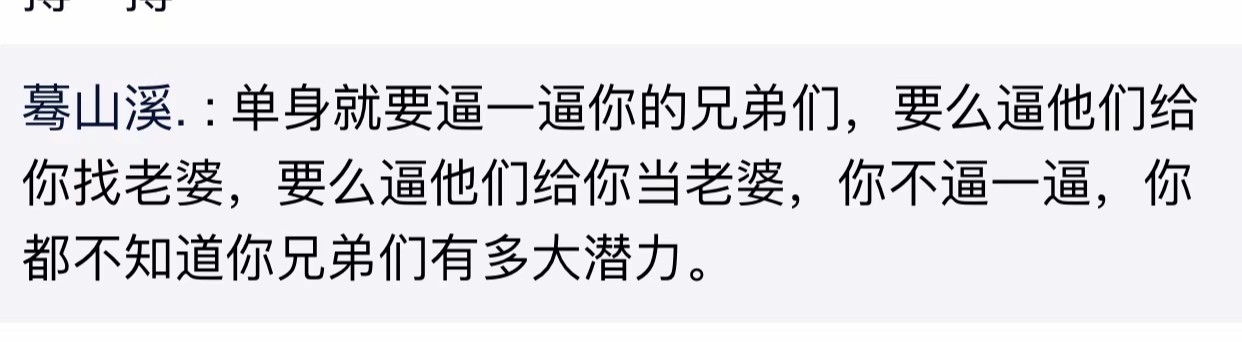 蓦山溪. : 单身就要逼一逼你的兄弟们，要么逼他们给
你找老婆，要么逼他们给你当老婆，你不逼一逼，你
都不知道你兄弟们有多大潜力。